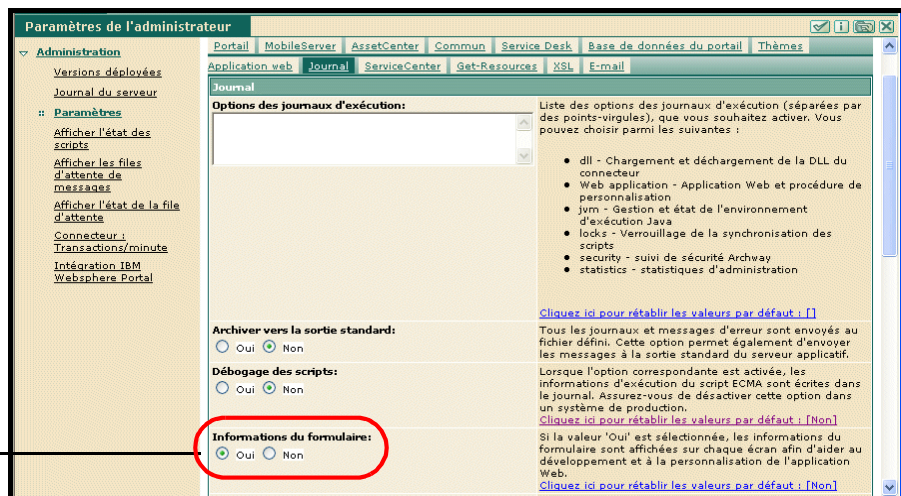 Paramètres de l'administrateur
Administration
Versions déployées
Journal du serveur
Paramètres
Afficher l'état des
scripts
Afficher les files
d'attente de
messages
Afficher l'état de la file
d'attente
Connecteur :
Transactions/minute
Intégration IBM
Websphere Portal
Portail MobileServer AssetCenter Commun Service Desk Base de données du portail Thèmes
Application web Journal ServiceCenter Get-Resources XSL E-mail
Journal
Options des journaux d'exécution:
Liste des options des journaux d'exécution (séparées par
des points-virgules), que vous souhaitez activer. Vous
pouvez choisir parmi les suivantes :
• dll - Chargement et déchargement de la DLL du
connecteur
• Web application - Application Web et procédure de
personnalisation
• jvm - Gestion et état de l'environnement
d'exécution Java
• locks - Verrouillage de la synchronisation des
scripts
• security - suivi de sécurité Archway
• statistics - statistiques d'administration
Cliquez ici pour rétablir les valeurs par défaut : []
Archiver vers la sortie standard:
Oui Non
Tous les journaux et messages d'erreur sont envoyés au
fichier défini. Cette option permet également d'envoyer
les messages à la sortie standard du serveur applicatif.
Débogage des scripts:
Oui Non
Lorsque l'option correspondante est activée, les
informations d'exécution du script ECMA sont écrites dans
le journal. Assurez-vous de désactiver cette option dans
un système de production.
Cliquez ici pour rétablir les valeurs par défaut : [Non]
Informations du formulaire:
Oui Non
Si la valeur 'Oui' est sélectionnée, les informations du
formulaire sont affichées sur chaque écran afin d'aider au
développement et à la personnalisation de l'application
Web.
Cliquez ici pour rétablir les valeurs par défaut : [Non]